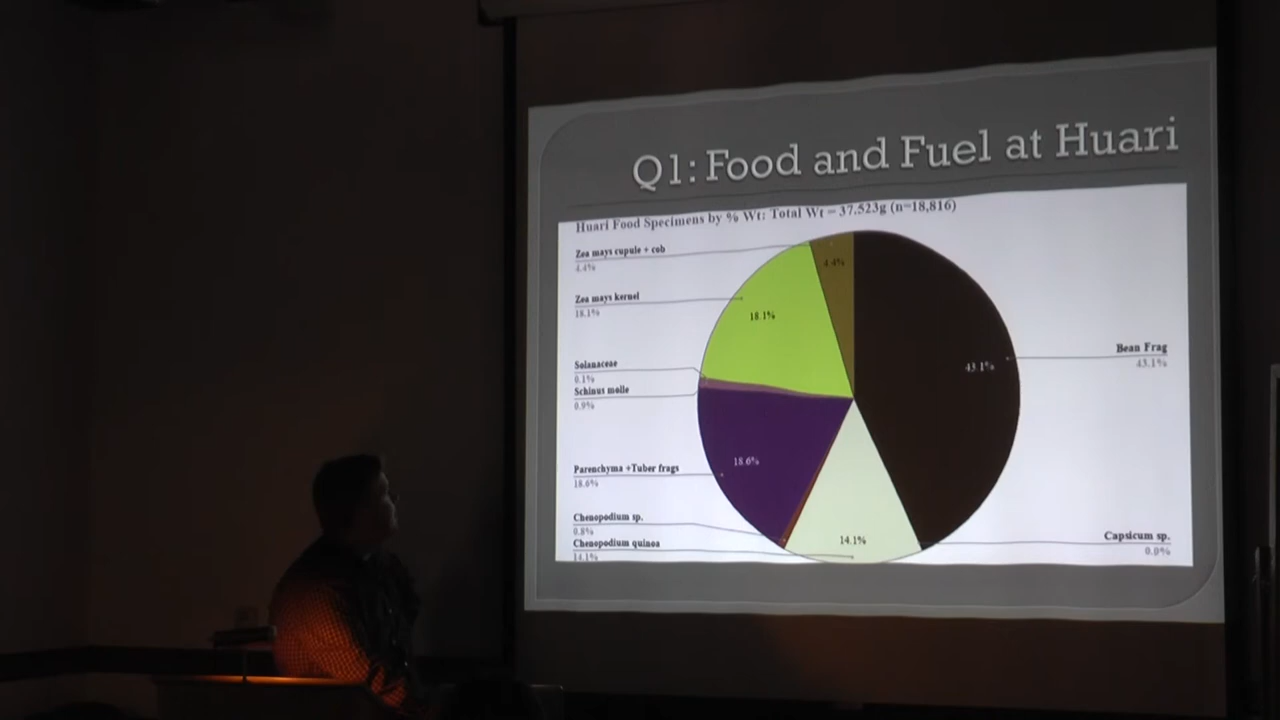 Q1: Food and Fuel at Huari
Huari Food Specimens by % Wt: Total Wt = 37.523g (n=18,816)
Zea mays cupule + cob
4.4%
4.4%
Zea mays kernel
18.1%
18.1%
Solanaceae
0.1%
Schinus molle
0.9%
Bean Frag
43.1%
43.1%
Parenchyma +Tuber frags
18.6%
18.6%
Chenopodium sp.
0.8%
Chenopodium quinoa
14.1%
14.1%
Capsicum sp.
0.0%